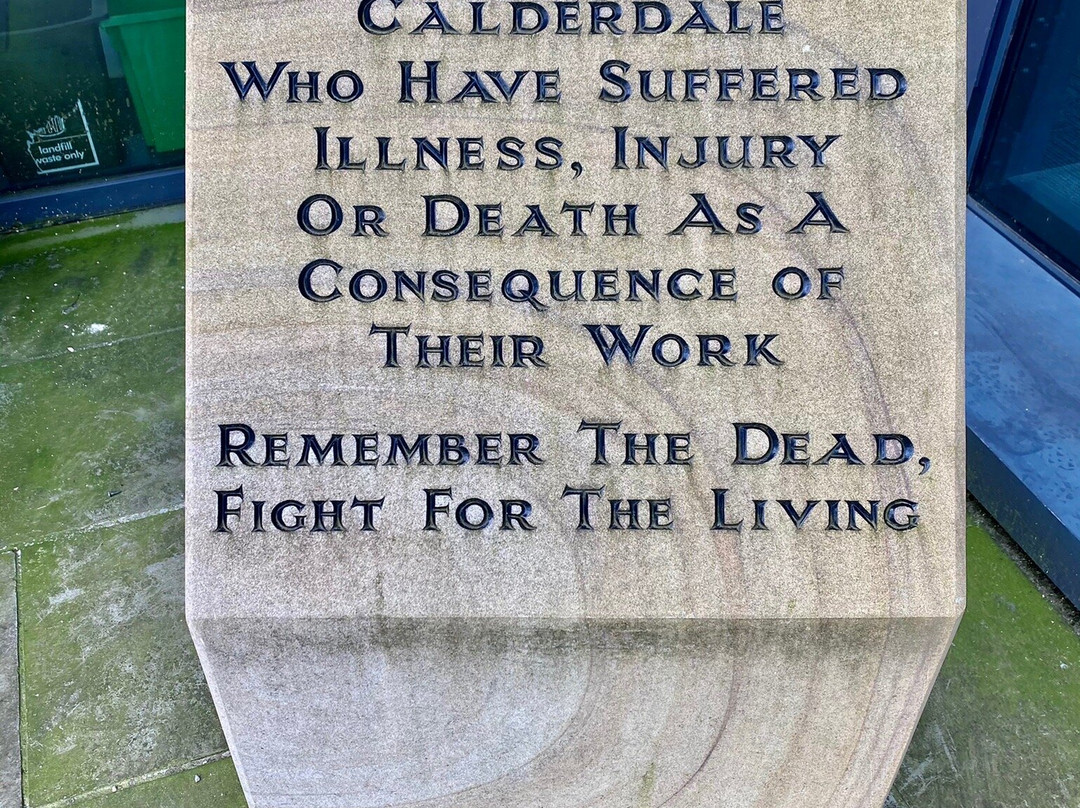 Calderdale
Who Have Suffered
Illness, Injury
Or Death As A
Consequence of
Their Work
Remember The Dead,
Fight For The Living
landfill
waste only